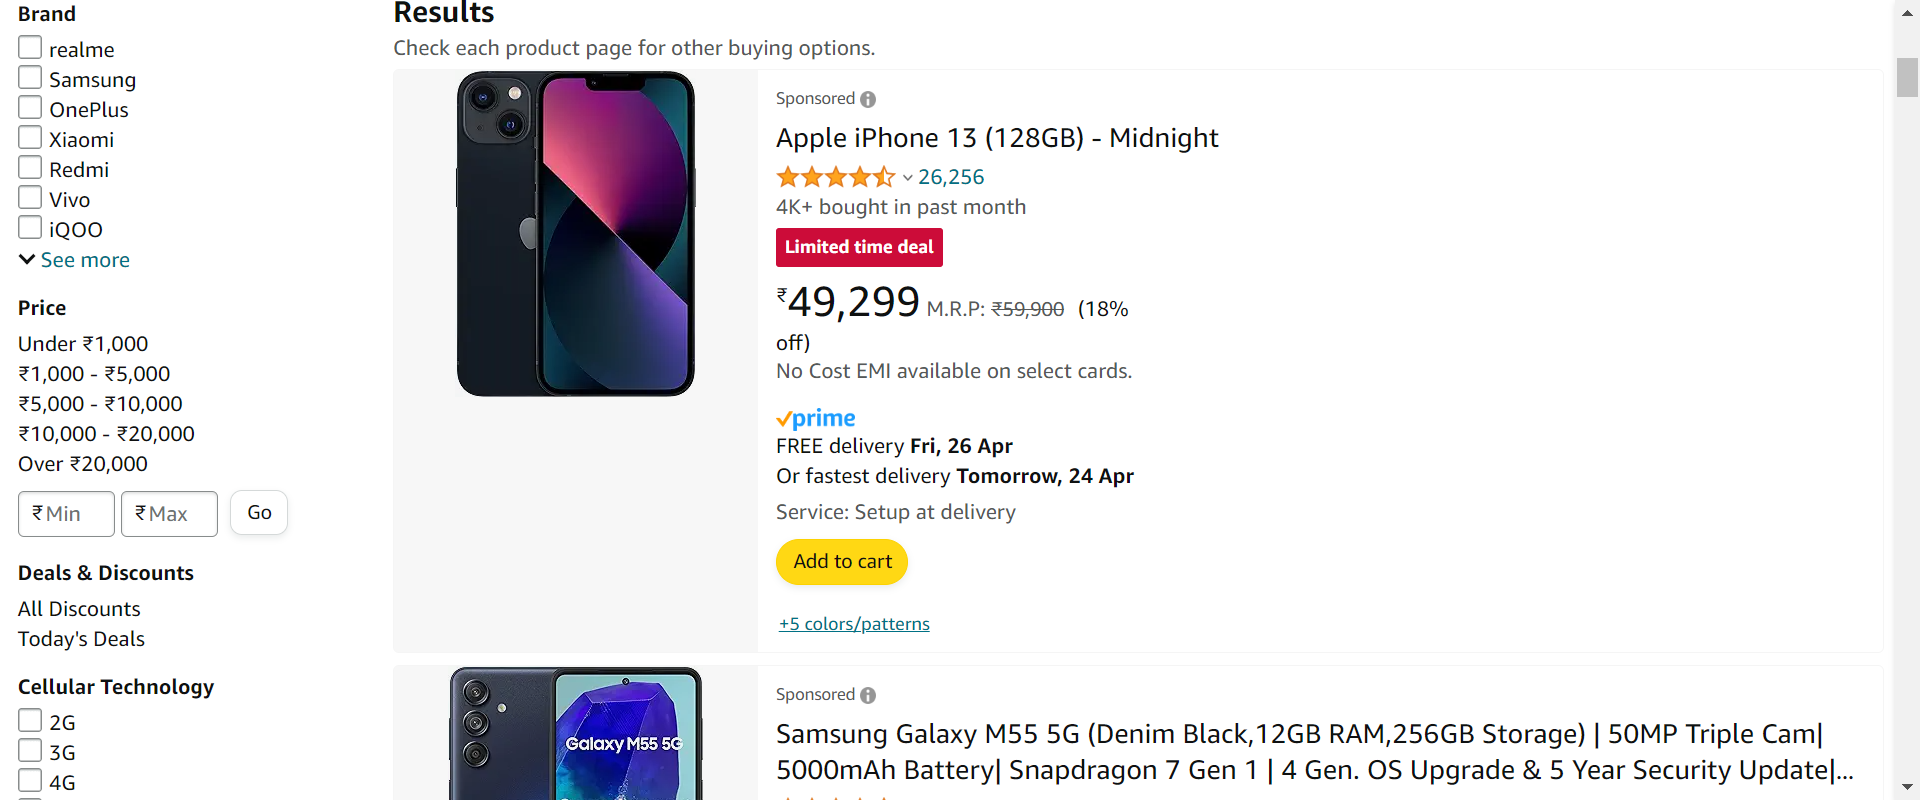 Brand
realme
Samsung
OnePlus
Xiaomi
Redmi
Vivo
iQOO
See more
Price
Under ₹1,000
₹1,000 - ₹5,000
₹5,000 - ₹10,000
₹10,000 - ₹20,000
Over ₹20,000
₹ Min ₹ Max Go
Deals & Discounts
All Discounts
Today's Deals
Cellular Technology
2G
3G
4G
Results
Check each product page for other buying options.
Sponsored
Apple iPhone 13 (128GB) - Midnight
26,256
4K+ bought in past month
Limited time deal
₹49,299 M.R.P: ₹59,900 (18%
off)
No Cost EMI available on select cards.
prime
FREE delivery Fri, 26 Apr
Or fastest delivery Tomorrow, 24 Apr
Service: Setup at delivery
Add to cart
+5 colors/patterns
Galaxy M55 5G
Sponsored
Samsung Galaxy M55 5G (Denim Black,12GB RAM,256GB Storage) | 50MP Triple Cam|
5000mAh Battery| Snapdragon 7 Gen 1 | 4 Gen. OS Upgrade & 5 Year Security Update|...